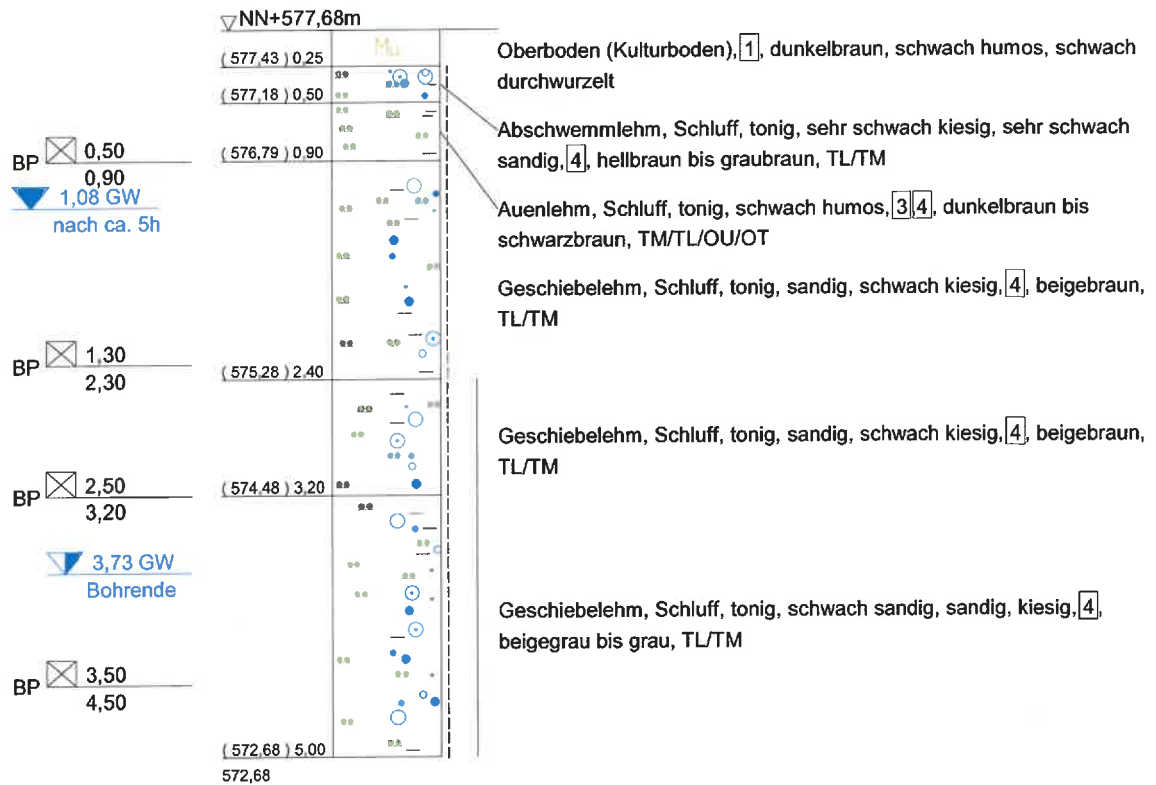 NN+577,68m
Mu
(577,43) 0,25
(577,18) 0,50
(576,79) 0,90
(575,28) 2,40
(574,48) 3,20
(572,68) 5,00
572,68
BP 0,50
0,90
1,08 GW
nach ca. 5h
BP 1,30
2,30
BP 2,50
3,20
3,73 GW
Bohrende
BP 3,50
4,50
Oberboden (Kulturboden), 1, dunkelbraun, schwach humos, schwach
durchwurzelt
Abschwemmlehm, Schluff, tonig, sehr schwach kiesig, sehr schwach
sandig, 4, hellbraun bis graubraun, TL/TM
Auenlehm, Schluff, tonig, schwach humos, 3 4, dunkelbraun bis
schwarzbraun, TM/TL/OU/OT
Geschiebelehm, Schluff, tonig, sandig, schwach kiesig, 4, beigebraun,
TL/TM
Geschiebelehm, Schluff, tonig, sandig, schwach kiesig, 4, beigebraun,
TL/TM
Geschiebelehm, Schluff, tonig, schwach sandig, sandig, kiesig, 4,
beigegrau bis grau, TL/TM